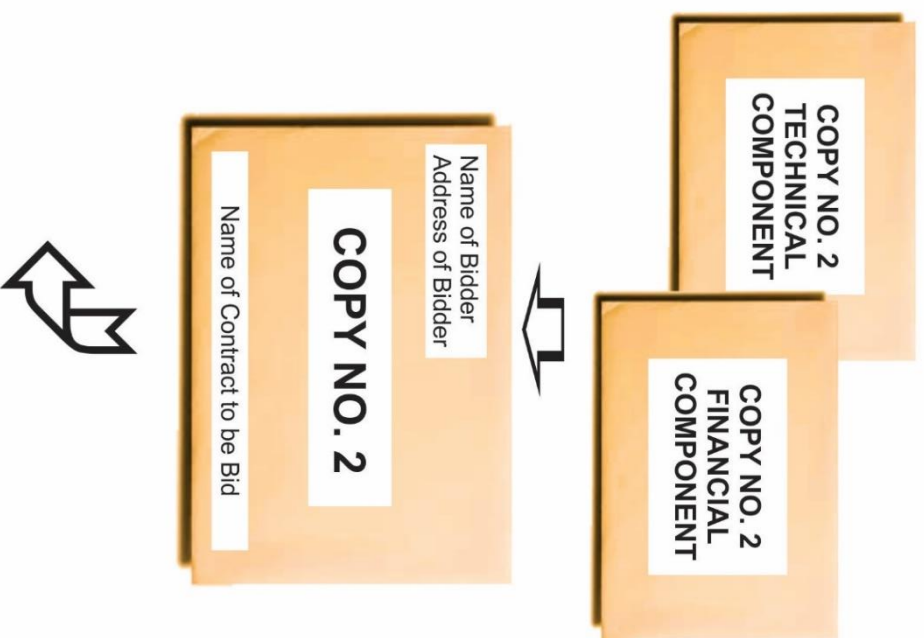 COPY NO. 2
TECHNICAL
COMPONENT
COPY NO. 2
FINANCIAL
COMPONENT
Name of Bidder
Address of Bidder
COPY NO. 2
Name of Contract to be Bid